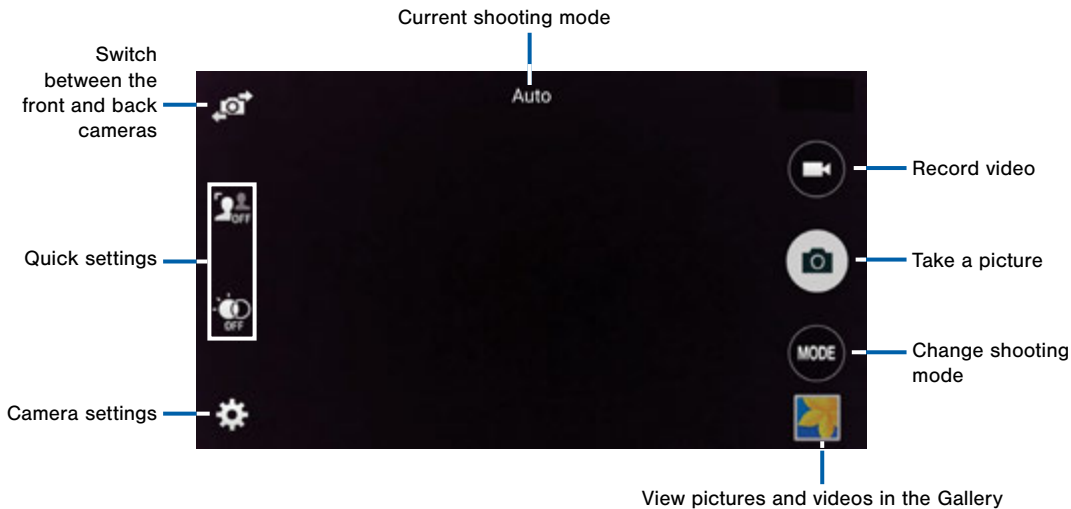 Current shooting mode
Switch
between the
front and back
cameras
Auto
Record video
OFF
Quick settings
Take a picture
OFF
MODE
Change shooting
mode
Camera settings
View pictures and videos in the Gallery